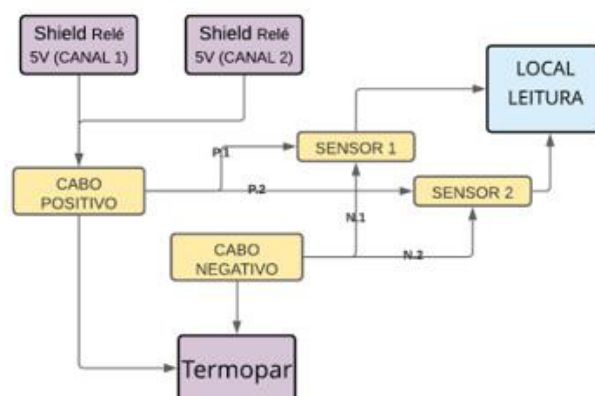 Shield Relé
5V (CANAL 1)
Shield Relé
5V (CANAL 2)
LOCAL
LEITURA
P.1
SENSOR 1
CABO
POSITIVO
P.2
SENSOR 2
N.1
CABO
NEGATIVO
N.2
Termopar